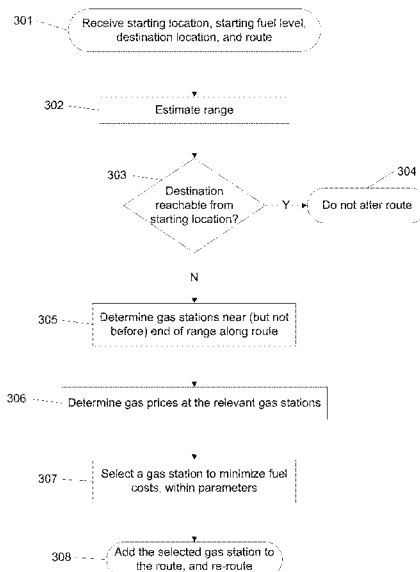 301
Receive starting location, starting fuel level,
destination location, and route
302
Estimate range
303
Destination
reachable from
starting location?
Y
304
Do not alter route
N
305
Determine gas stations near (but not
before) end of range along route
306
Determine gas prices at the relevant gas stations
307
Select a gas station to minimize fuel
costs, within parameters
308
Add the selected gas station to
the route, and re-route